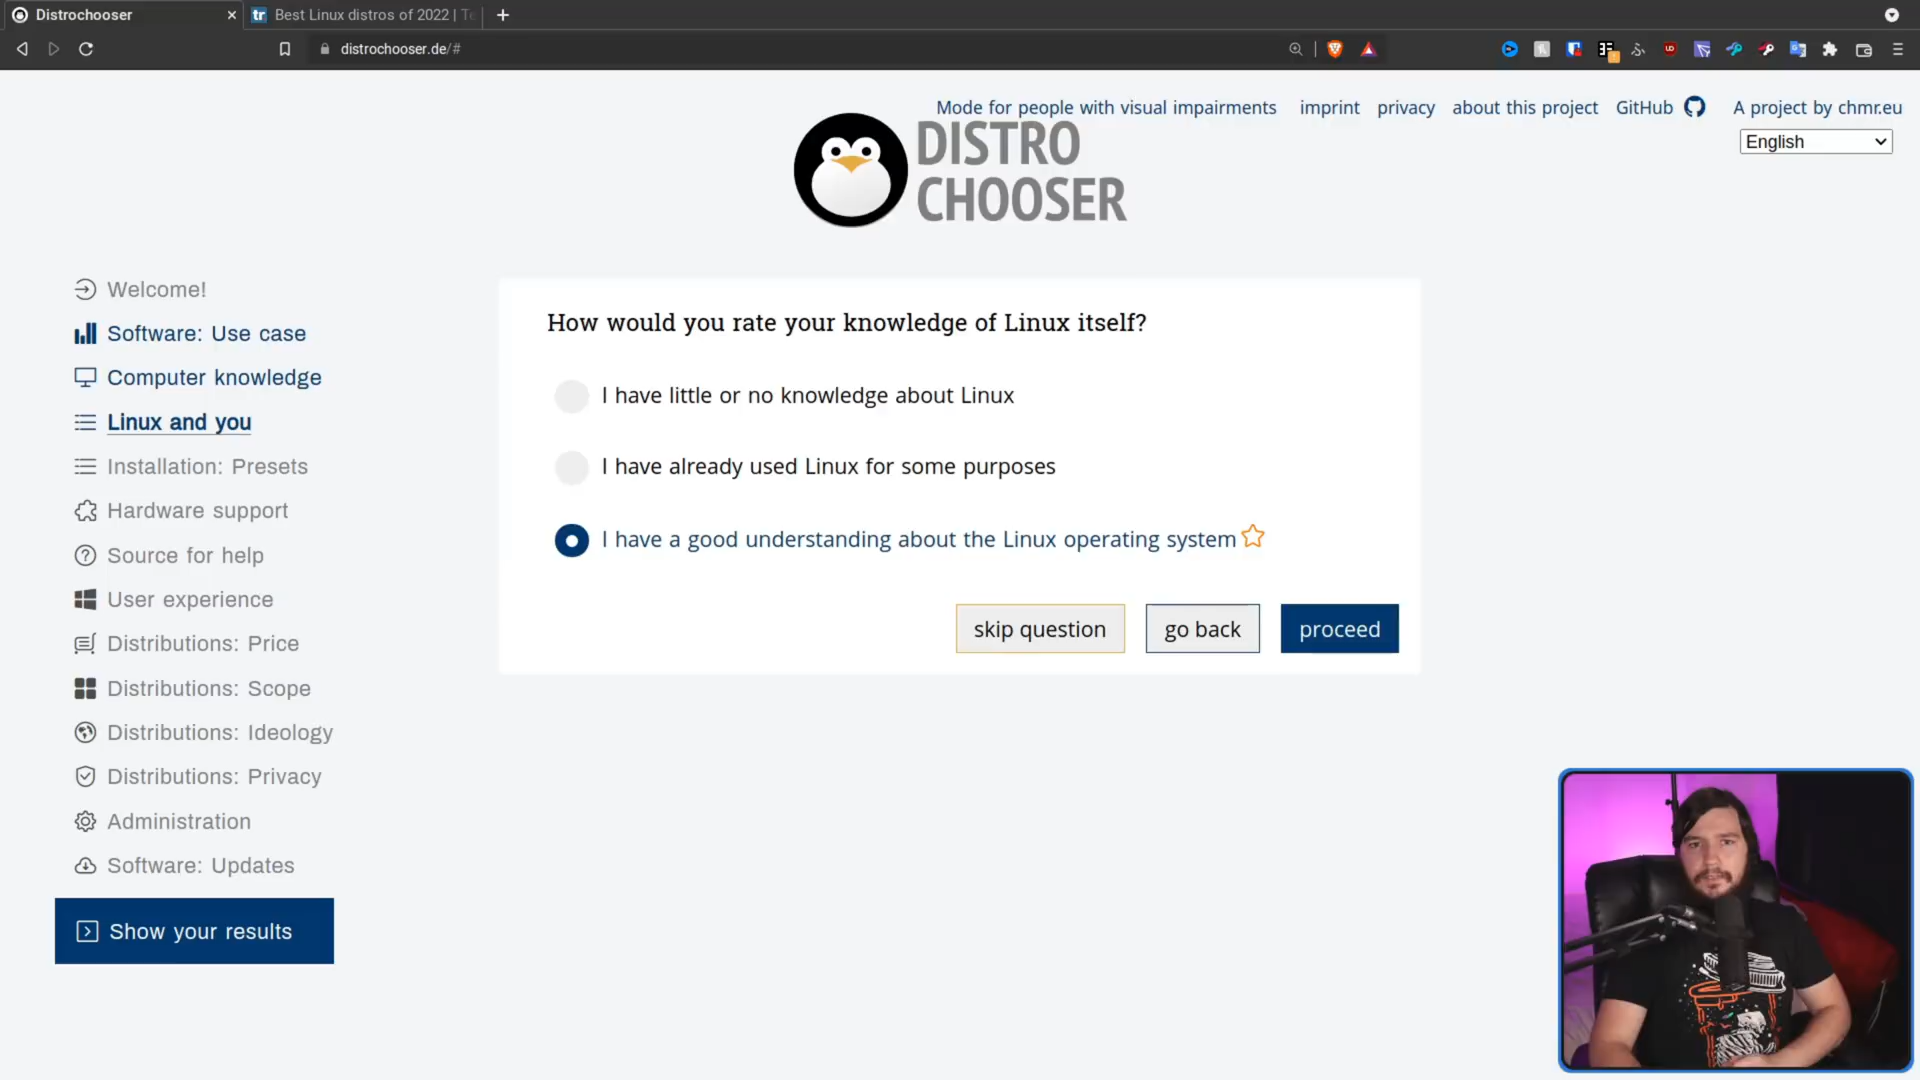 Distrochooser
Best Linux distros of 2022 | Te
distrochooser.de/#
Mode for people with visual impairments
imprint
privacy
about this project
GitHub
A project by chmr.eu
English
DISTRO
CHOOSER
Welcome!
Software: Use case
Computer knowledge
Linux and you
Installation: Presets
Hardware support
Source for help
User experience
Distributions: Price
Distributions: Scope
Distributions: Ideology
Distributions: Privacy
Administration
Software: Updates
Show your results
How would you rate your knowledge of Linux itself?
I have little or no knowledge about Linux
I have already used Linux for some purposes
I have a good understanding about the Linux operating system
skip question
go back
proceed